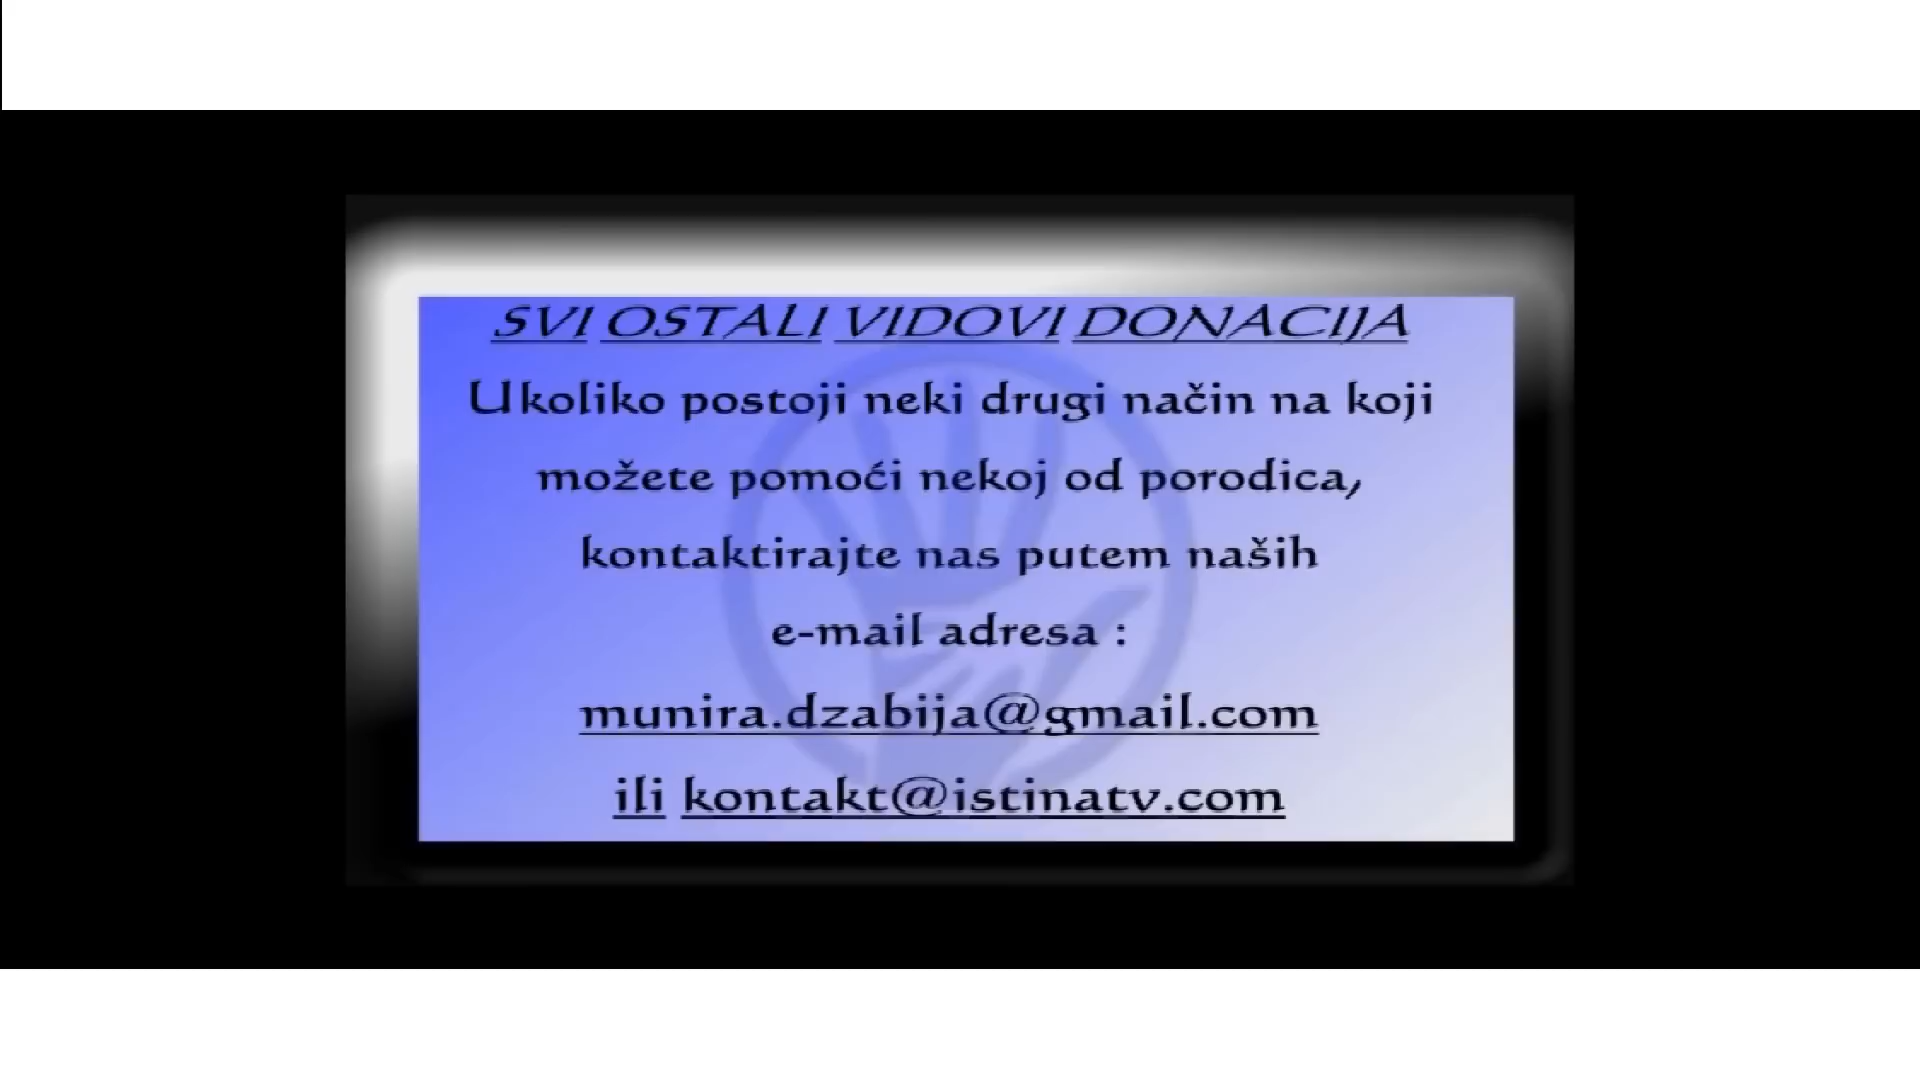 SVI OSTALI VIDOVI DONACIJA
Ukoliko postoji neki drugi način na koji
možete pomoći nekoj od porodica,
kontaktirajte nas putem naših
e-mail adresa :
munira.dzabija@gmail.com
ili kontakt@istinatv.com